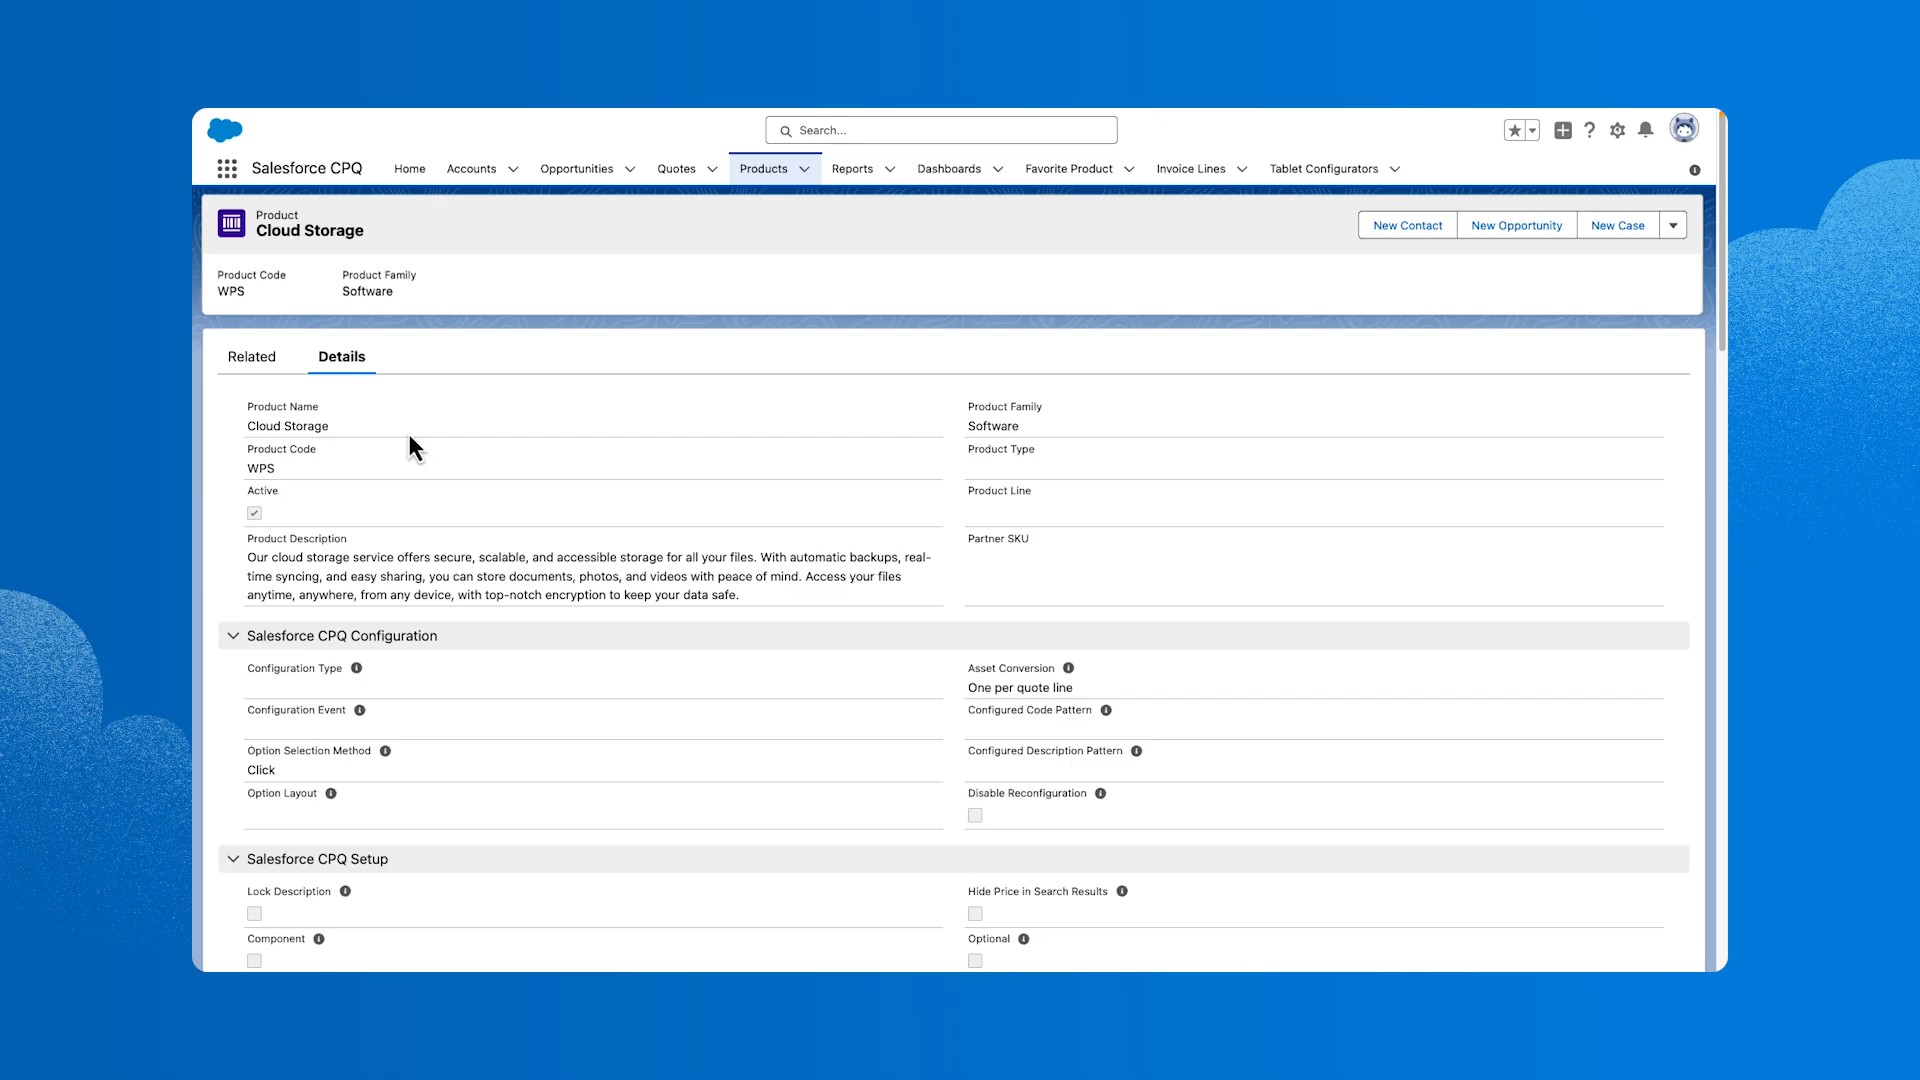 Search...
Salesforce CPQ
Home
Accounts
Opportunities
Quotes
Products
Reports
Dashboards
Favorite Product
Invoice Lines
Tablet Configurators
Product
Cloud Storage
New Contact
New Opportunity
New Case
Product Code
WPS
Product Family
Software
Related
Details
Product Name
Cloud Storage
Product Family
Software
Product Code
WPS
Product Type
Active
Product Line
Product Description
Our cloud storage service offers secure, scalable, and accessible storage for all your files. With automatic backups, real-
time syncing, and easy sharing, you can store documents, photos, and videos with peace of mind. Access your files
anytime, anywhere, from any device, with top-notch encryption to keep your data safe.
Partner SKU
Salesforce CPQ Configuration
Configuration Type
Asset Conversion
One per quote line
Configuration Event
Configured Code Pattern
Option Selection Method
Click
Configured Description Pattern
Option Layout
Disable Reconfiguration
Salesforce CPQ Setup
Lock Description
Hide Price in Search Results
Component
Optional